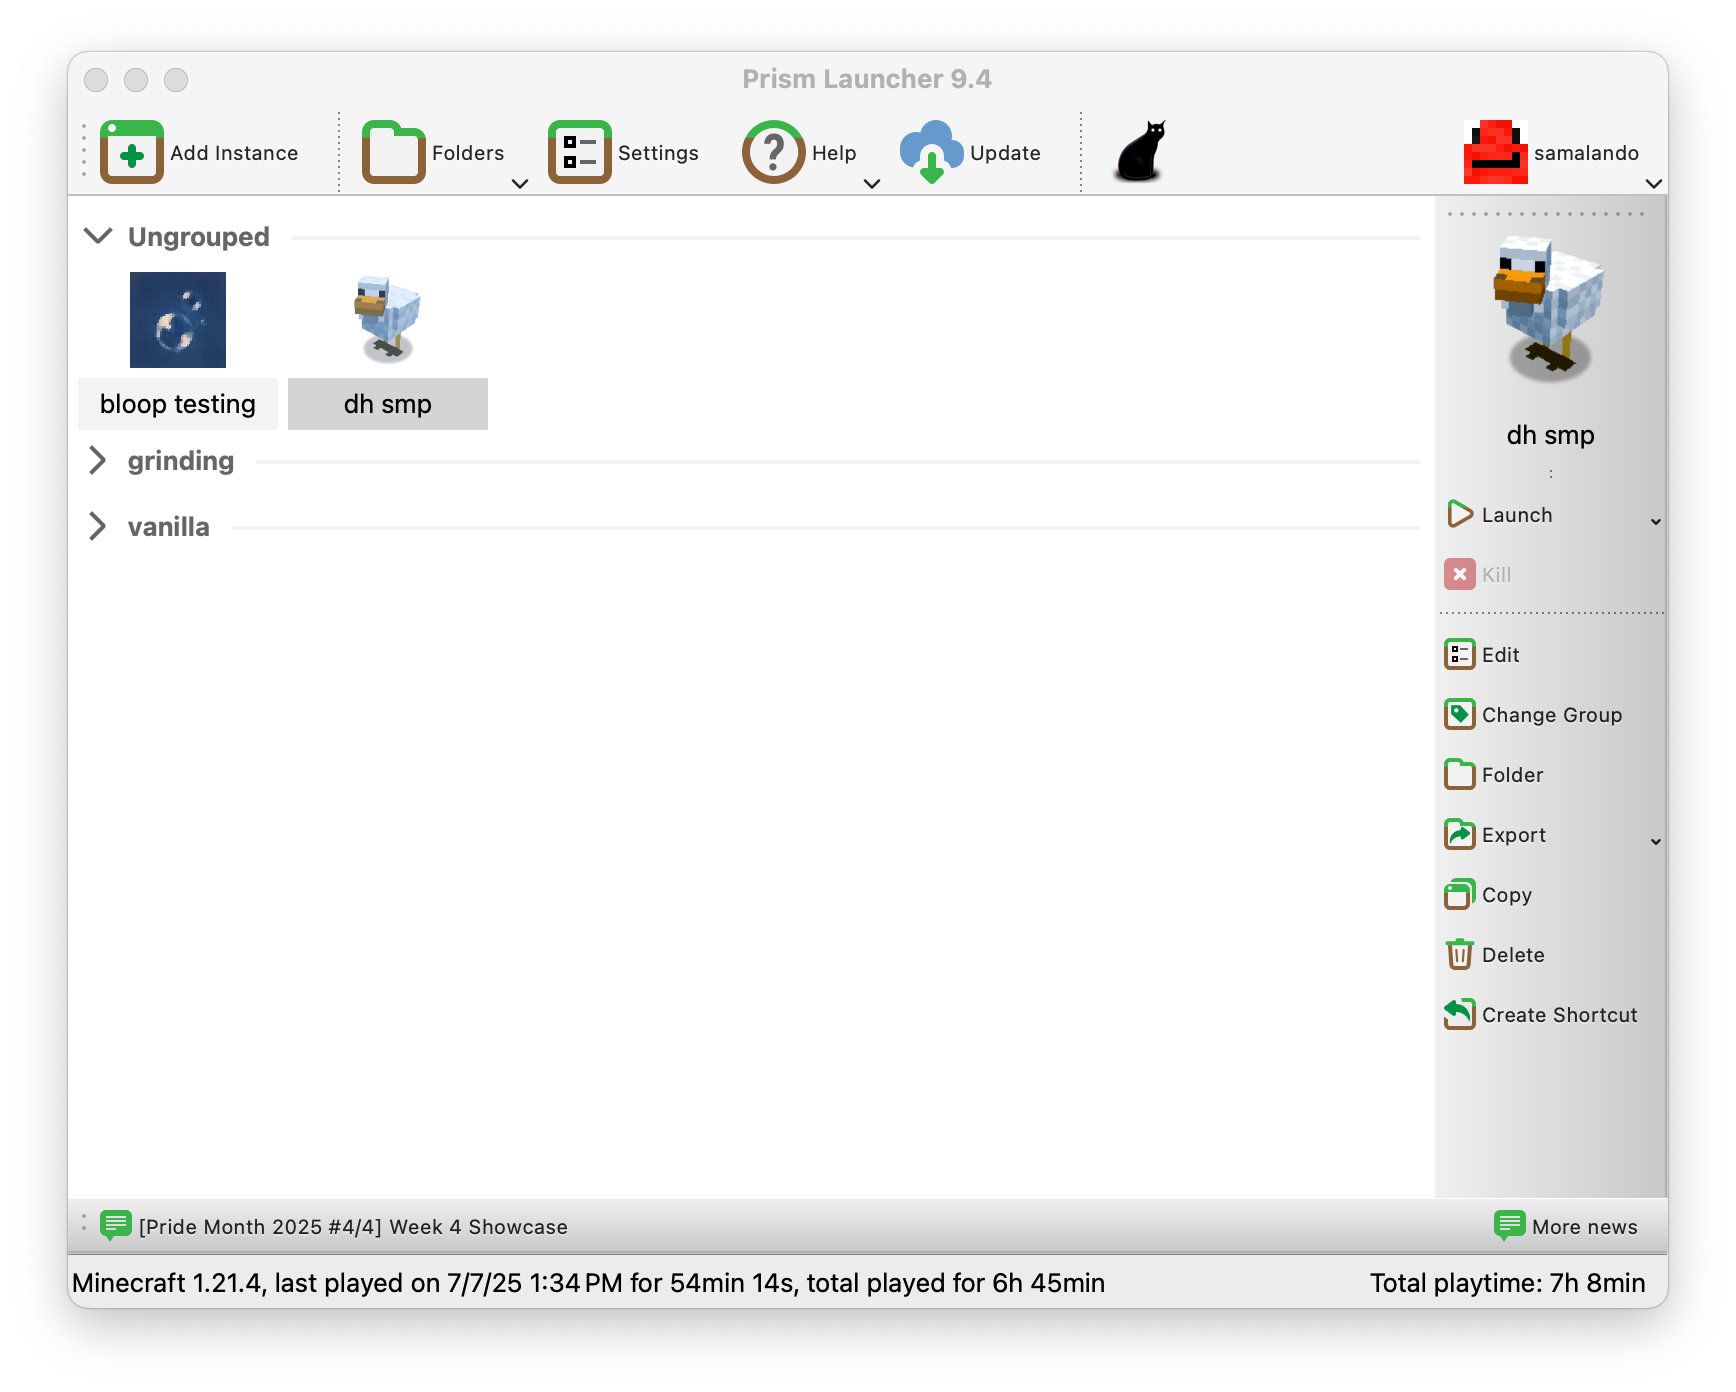 Prism Launcher 9.4
Add Instance
Folders
Settings
Help
Update
samalando
Ungrouped
bloop testing
dh smp
grinding
vanilla
dh smp
Launch
Kill
Edit
Change Group
Folder
Export
Copy
Delete
Create Shortcut
[Pride Month 2025 #4/4] Week 4 Showcase
More news
Minecraft 1.21.4, last played on 7/7/25 1:34 PM for 54min 14s, total played for 6h 45min
Total playtime: 7h 8min